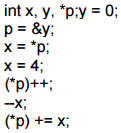 int x, y, *p;y = 0;
p = &y;
x = *p;
x = 4;
(*p)++;
--x;
(*p) += x;